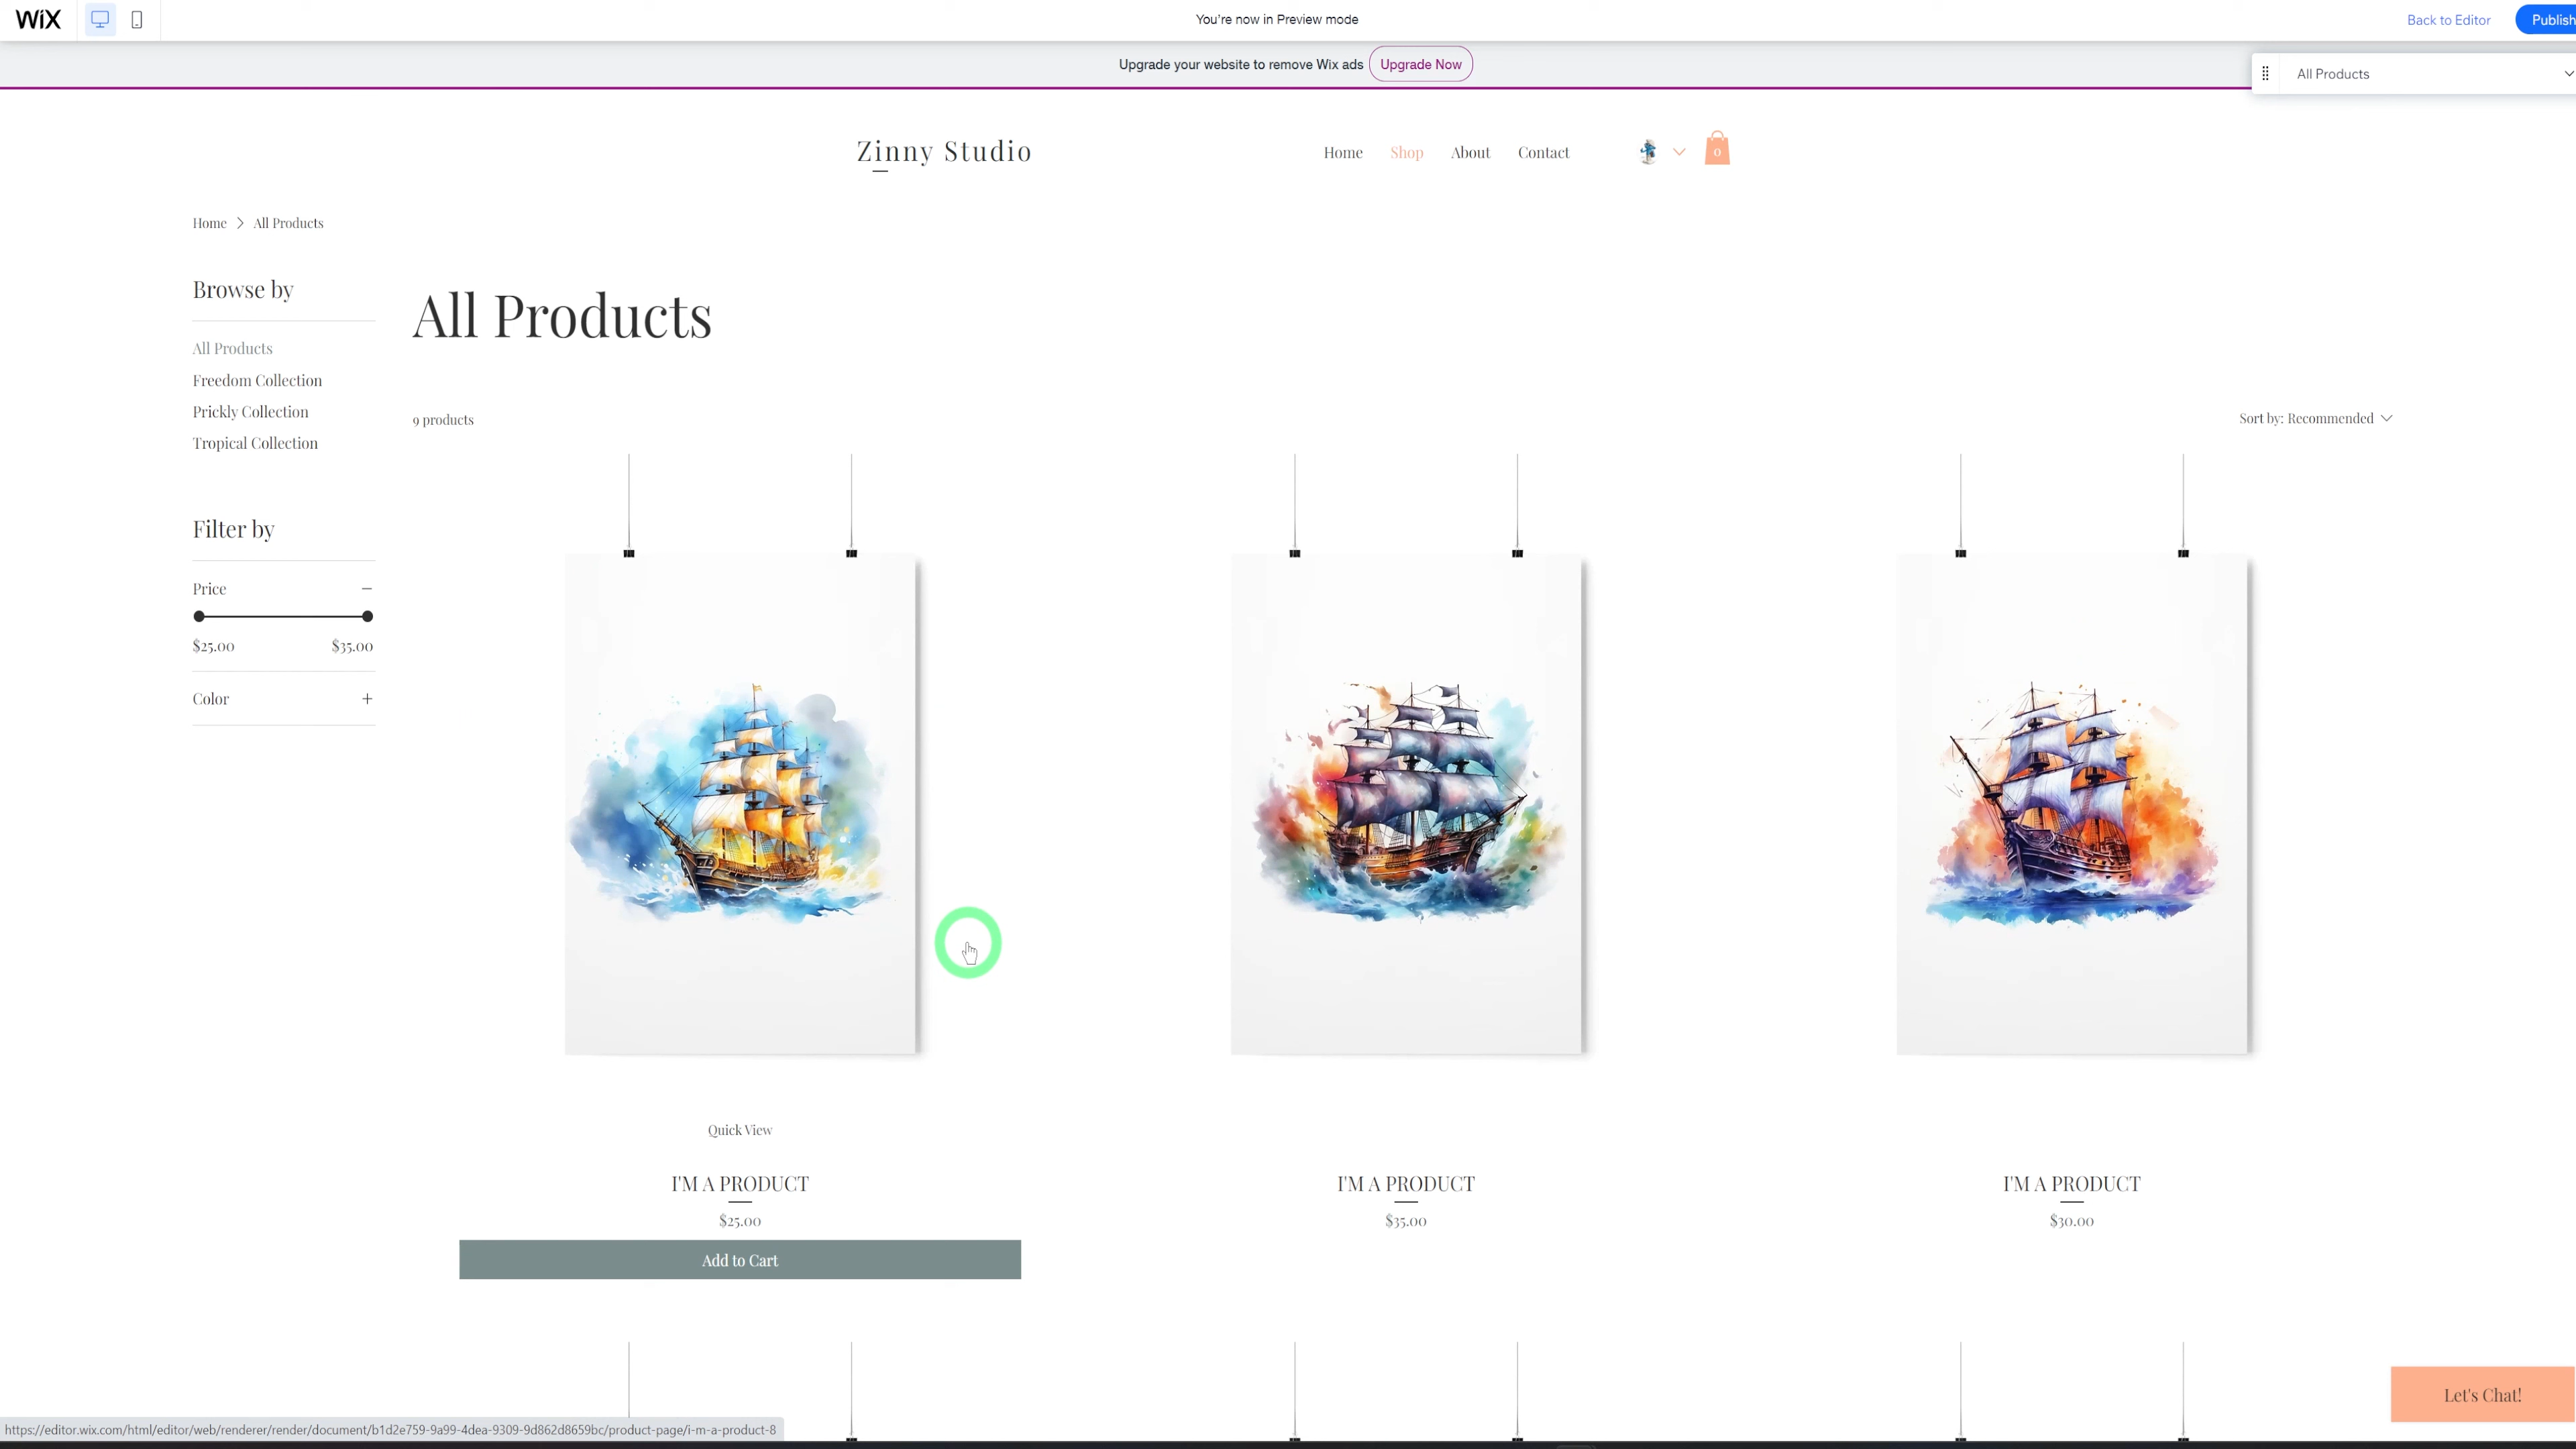 WiX
You're now in Preview mode
Back to Editor
Publish
Upgrade your website to remove Wix ads
Upgrade Now
All Products
Zinny Studio
Home
Shop
About
Contact
0
Home
All Products
Browse by
All Products
All Products
Freedom Collection
Prickly Collection
Tropical Collection
9 products
Sort by: Recommended
Filter by
Price
$25.00
$35.00
Color
Quick View
I'M A PRODUCT
$25.00
Add to Cart
I'M A PRODUCT
$35.00
I'M A PRODUCT
$30.00
Let's Chat!
https://editor.wix.com/html/editor/web/renderer/render/document/b1d2e759-9a99-4dea-9309-9d862d8659bc/product-page/i-m-a-product-8